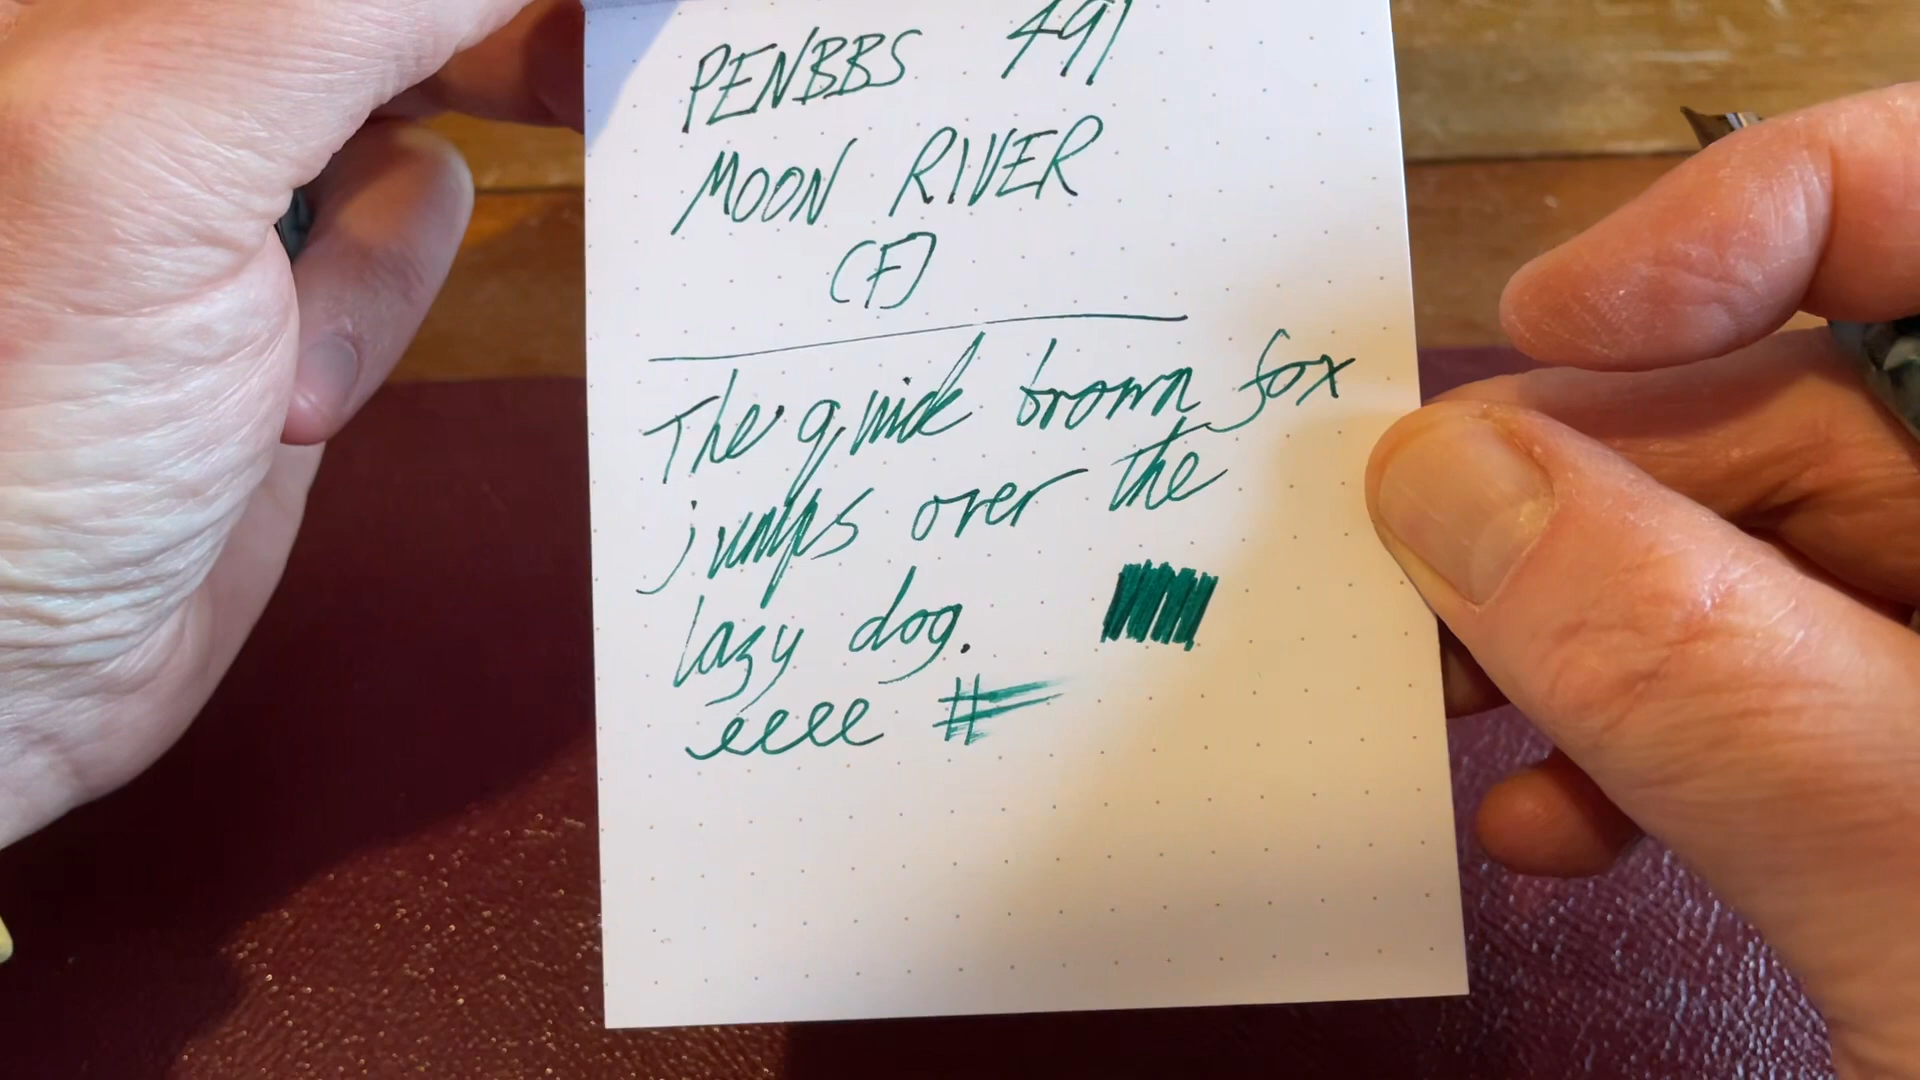 PENBBS 491
MOON RIVER
(F)
The quick brown fox
jumps over the
lazy dog.
eeee #